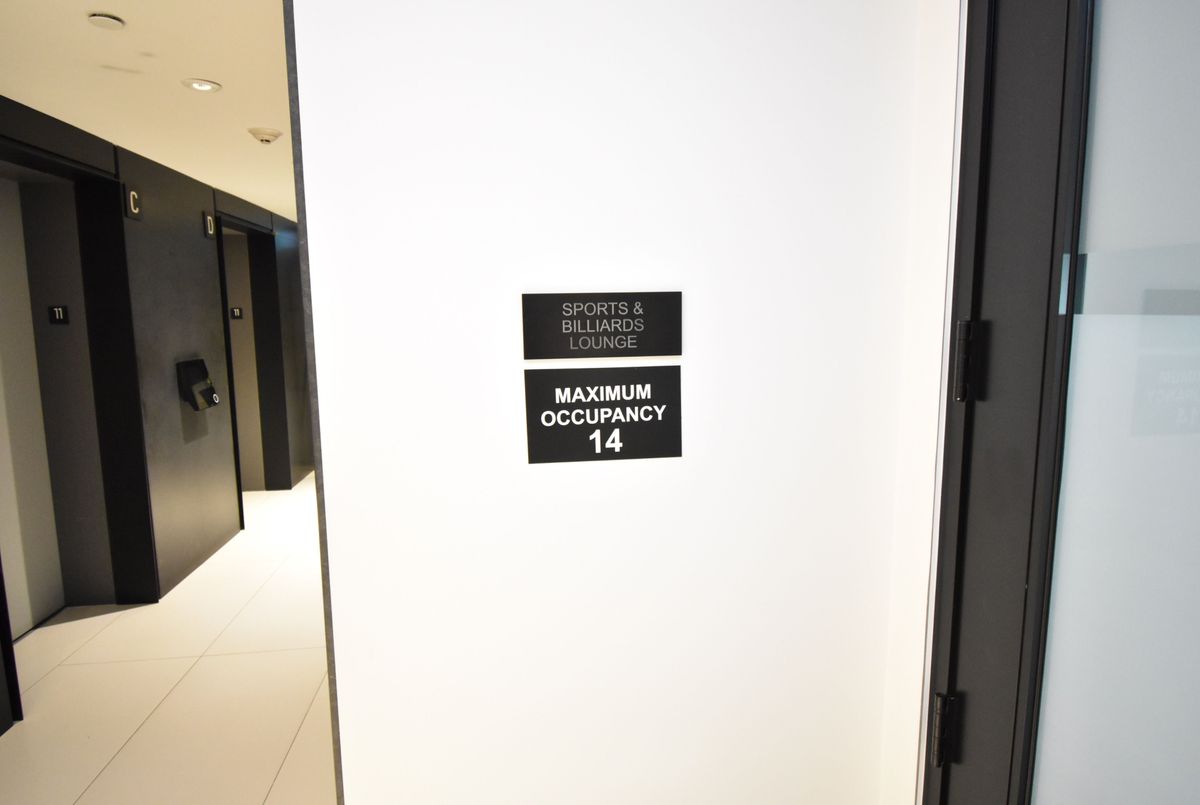 C
D
11
11
SPORTS &
BILLIARDS
LOUNGE
MAXIMUM
OCCUPANCY
14